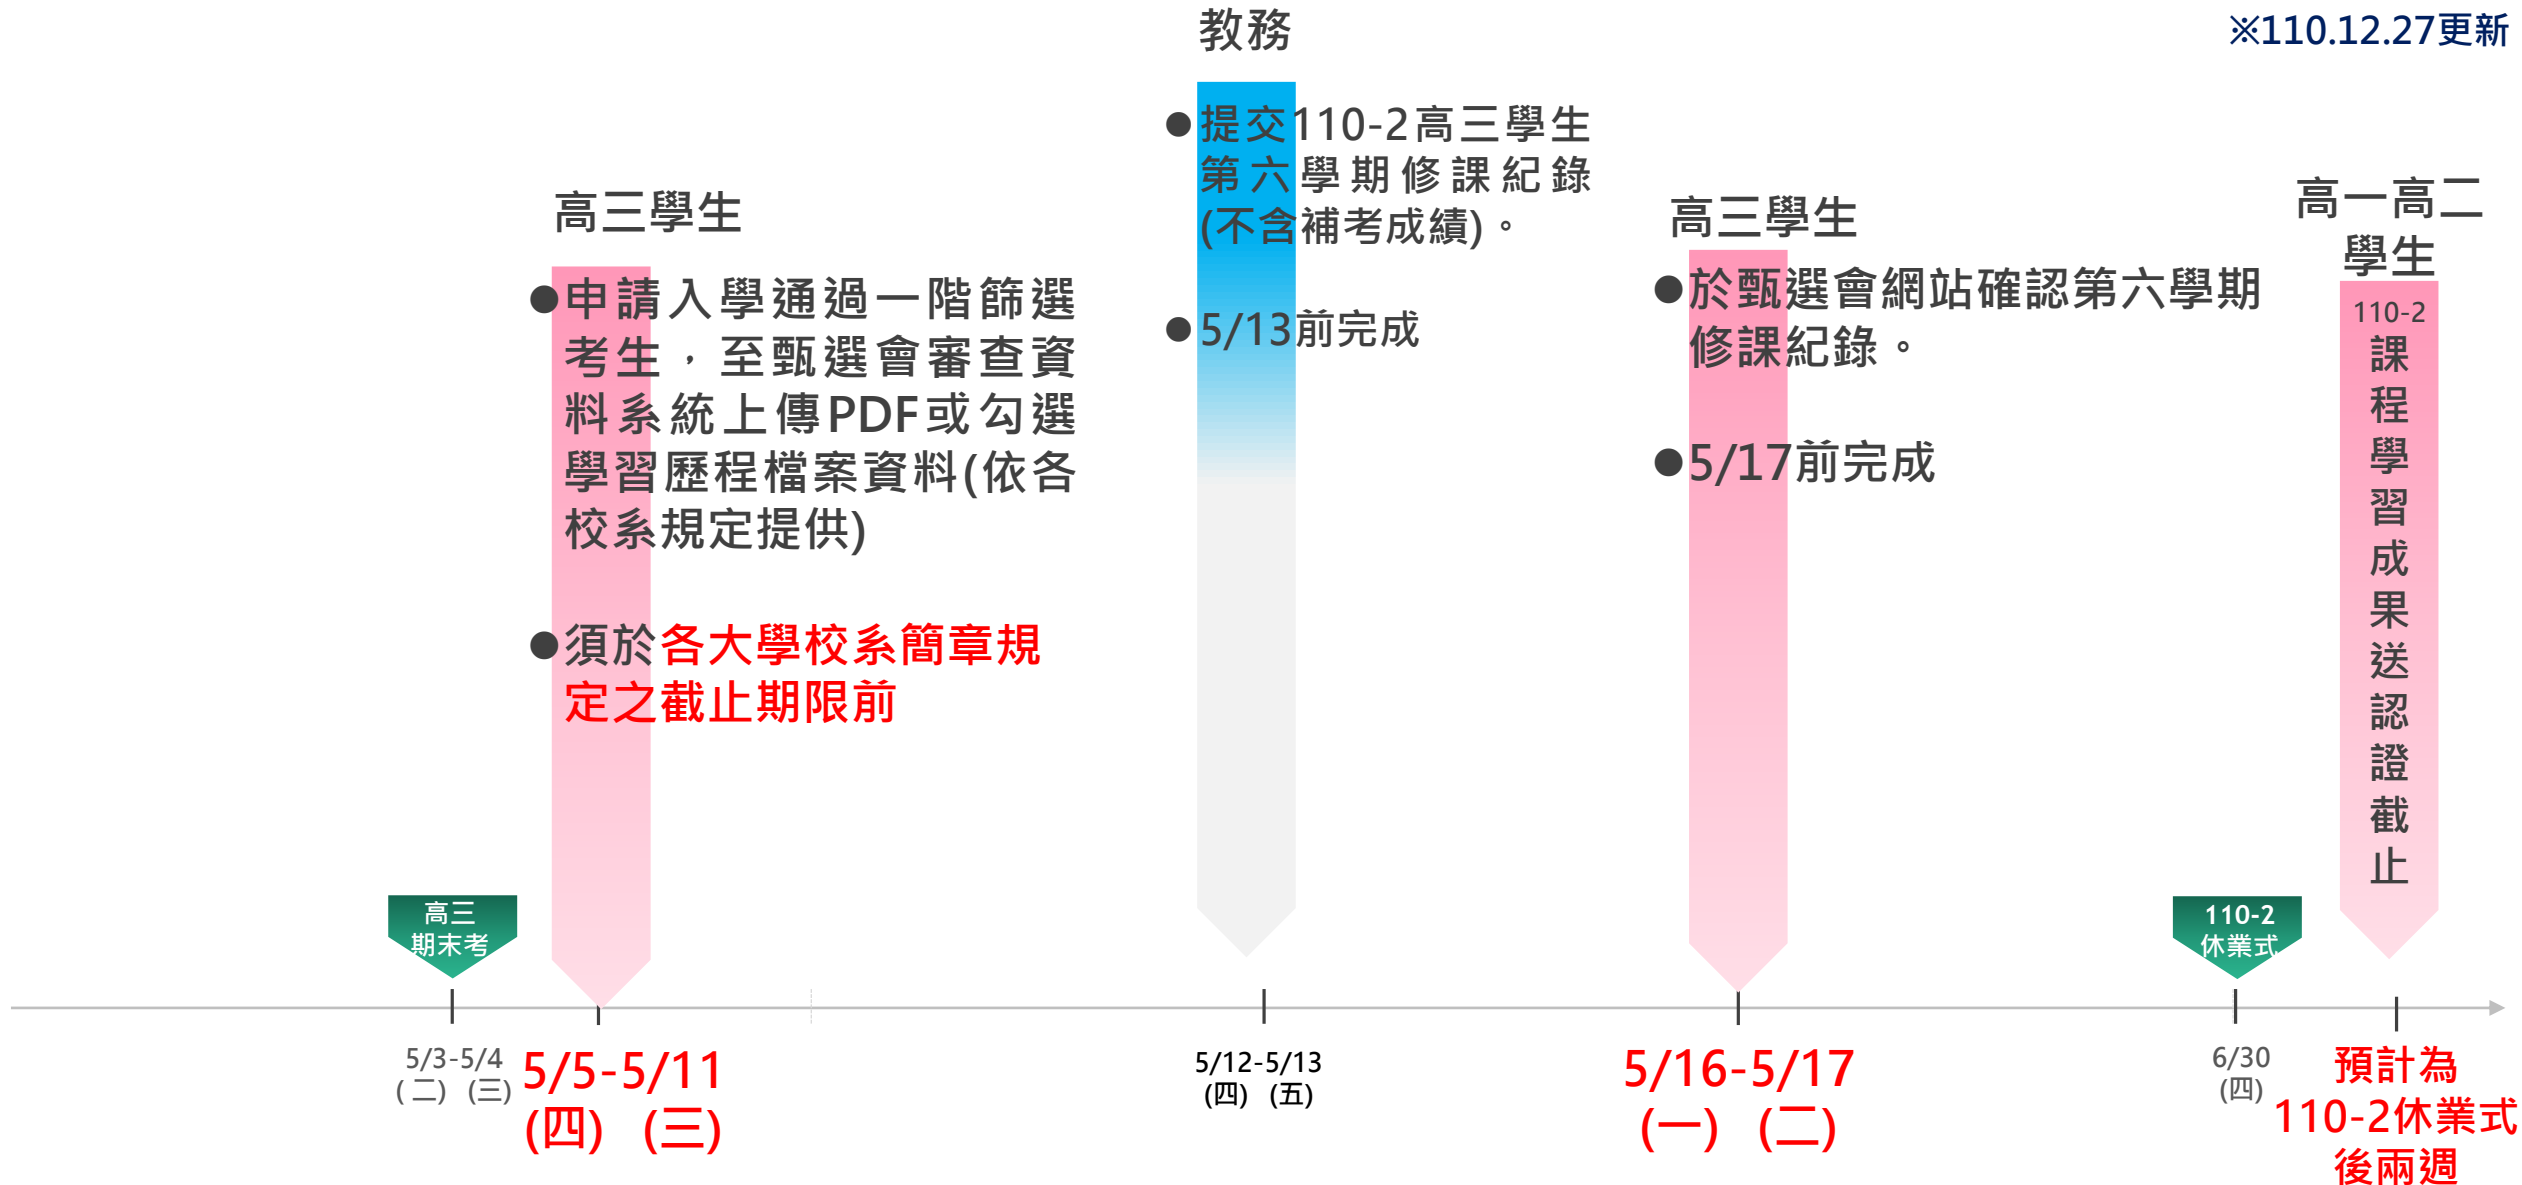 ※110.12.27更新
高三
期末考
5/3-5/4
(二) (三)
高三學生
●申請入學通過一階篩選
考生，至甄選會審查資
料系統上傳PDF或勾選
學習歷程檔案資料(依各
校系規定提供)
●須於各大學校系簡章規
定之截止期限前
5/5-5/11
(四) (三)
教務
●提交110-2高三學生
第六學期修課紀錄
(不含補考成績)。
●5/13前完成
5/12-5/13
(四) (五)
高三學生
●於甄選會網站確認第六學期
修課紀錄。
●5/17前完成
5/16-5/17
(一) (二)
110-2
休業式
6/30
(四)
高一高二
學生
110-2
課
程
學
習
成
果
送
認
證
截
止
預計為
110-2休業式
後兩週